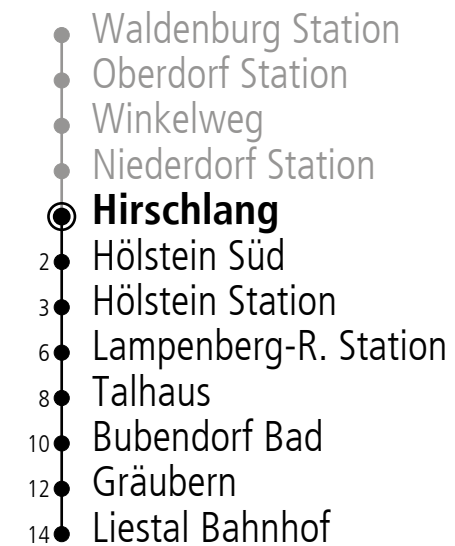 Waldenburg Station
Oberdorf Station
Winkelweg
Niederdorf Station
Hirschlang
2 Hölstein Süd
3 Hölstein Station
6 Lampenberg-R. Station
8 Talhaus
10 Bubendorf Bad
12 Gräubern
14 Liestal Bahnhof